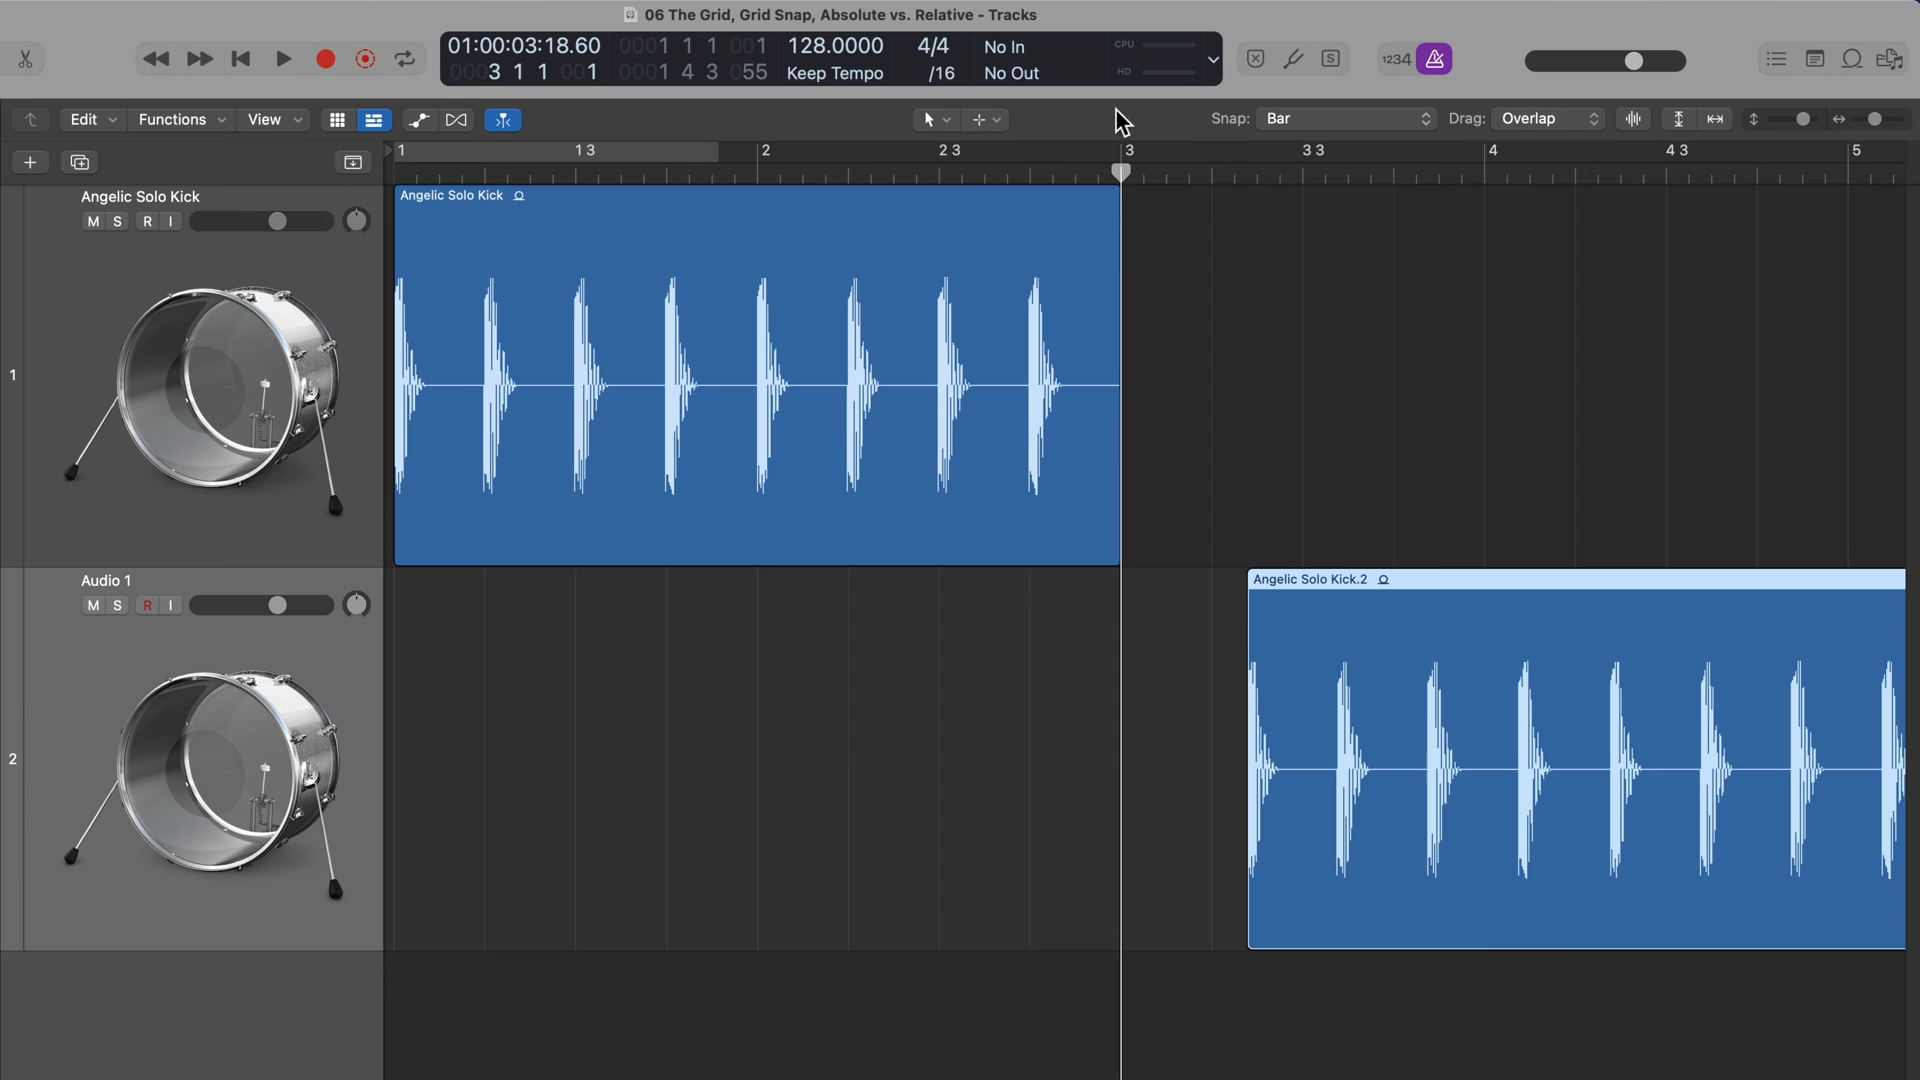 06 The Grid, Grid Snap, Absolute vs. Relative - Tracks
01:00:03:18.60 0001 1 1 001 128.0000 4/4 No In CPU
0003 1 1 001 0001 4 3 055 Keep Tempo /16 No Out HD
S 1234
Edit Functions View Snap: Bar Drag: Overlap
1 1 3 2 2 3 3 3 3 4 4 3 5
Angelic Solo Kick
M S R I
1
Angelic Solo Kick
Audio 1
M S R I
2
Angelic Solo Kick.2